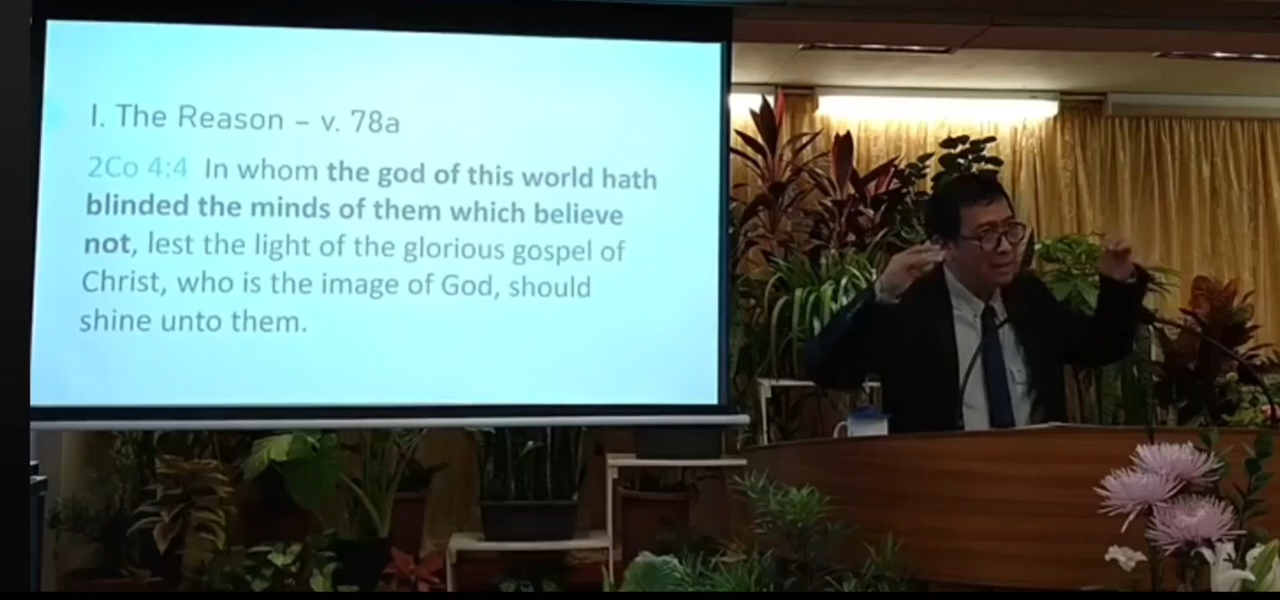 I. The Reason – v. 78a
2Co 4:4 In whom the god of this world hath
blinded the minds of them which believe
not, lest the light of the glorious gospel of
Christ, who is the image of God, should
shine unto them.